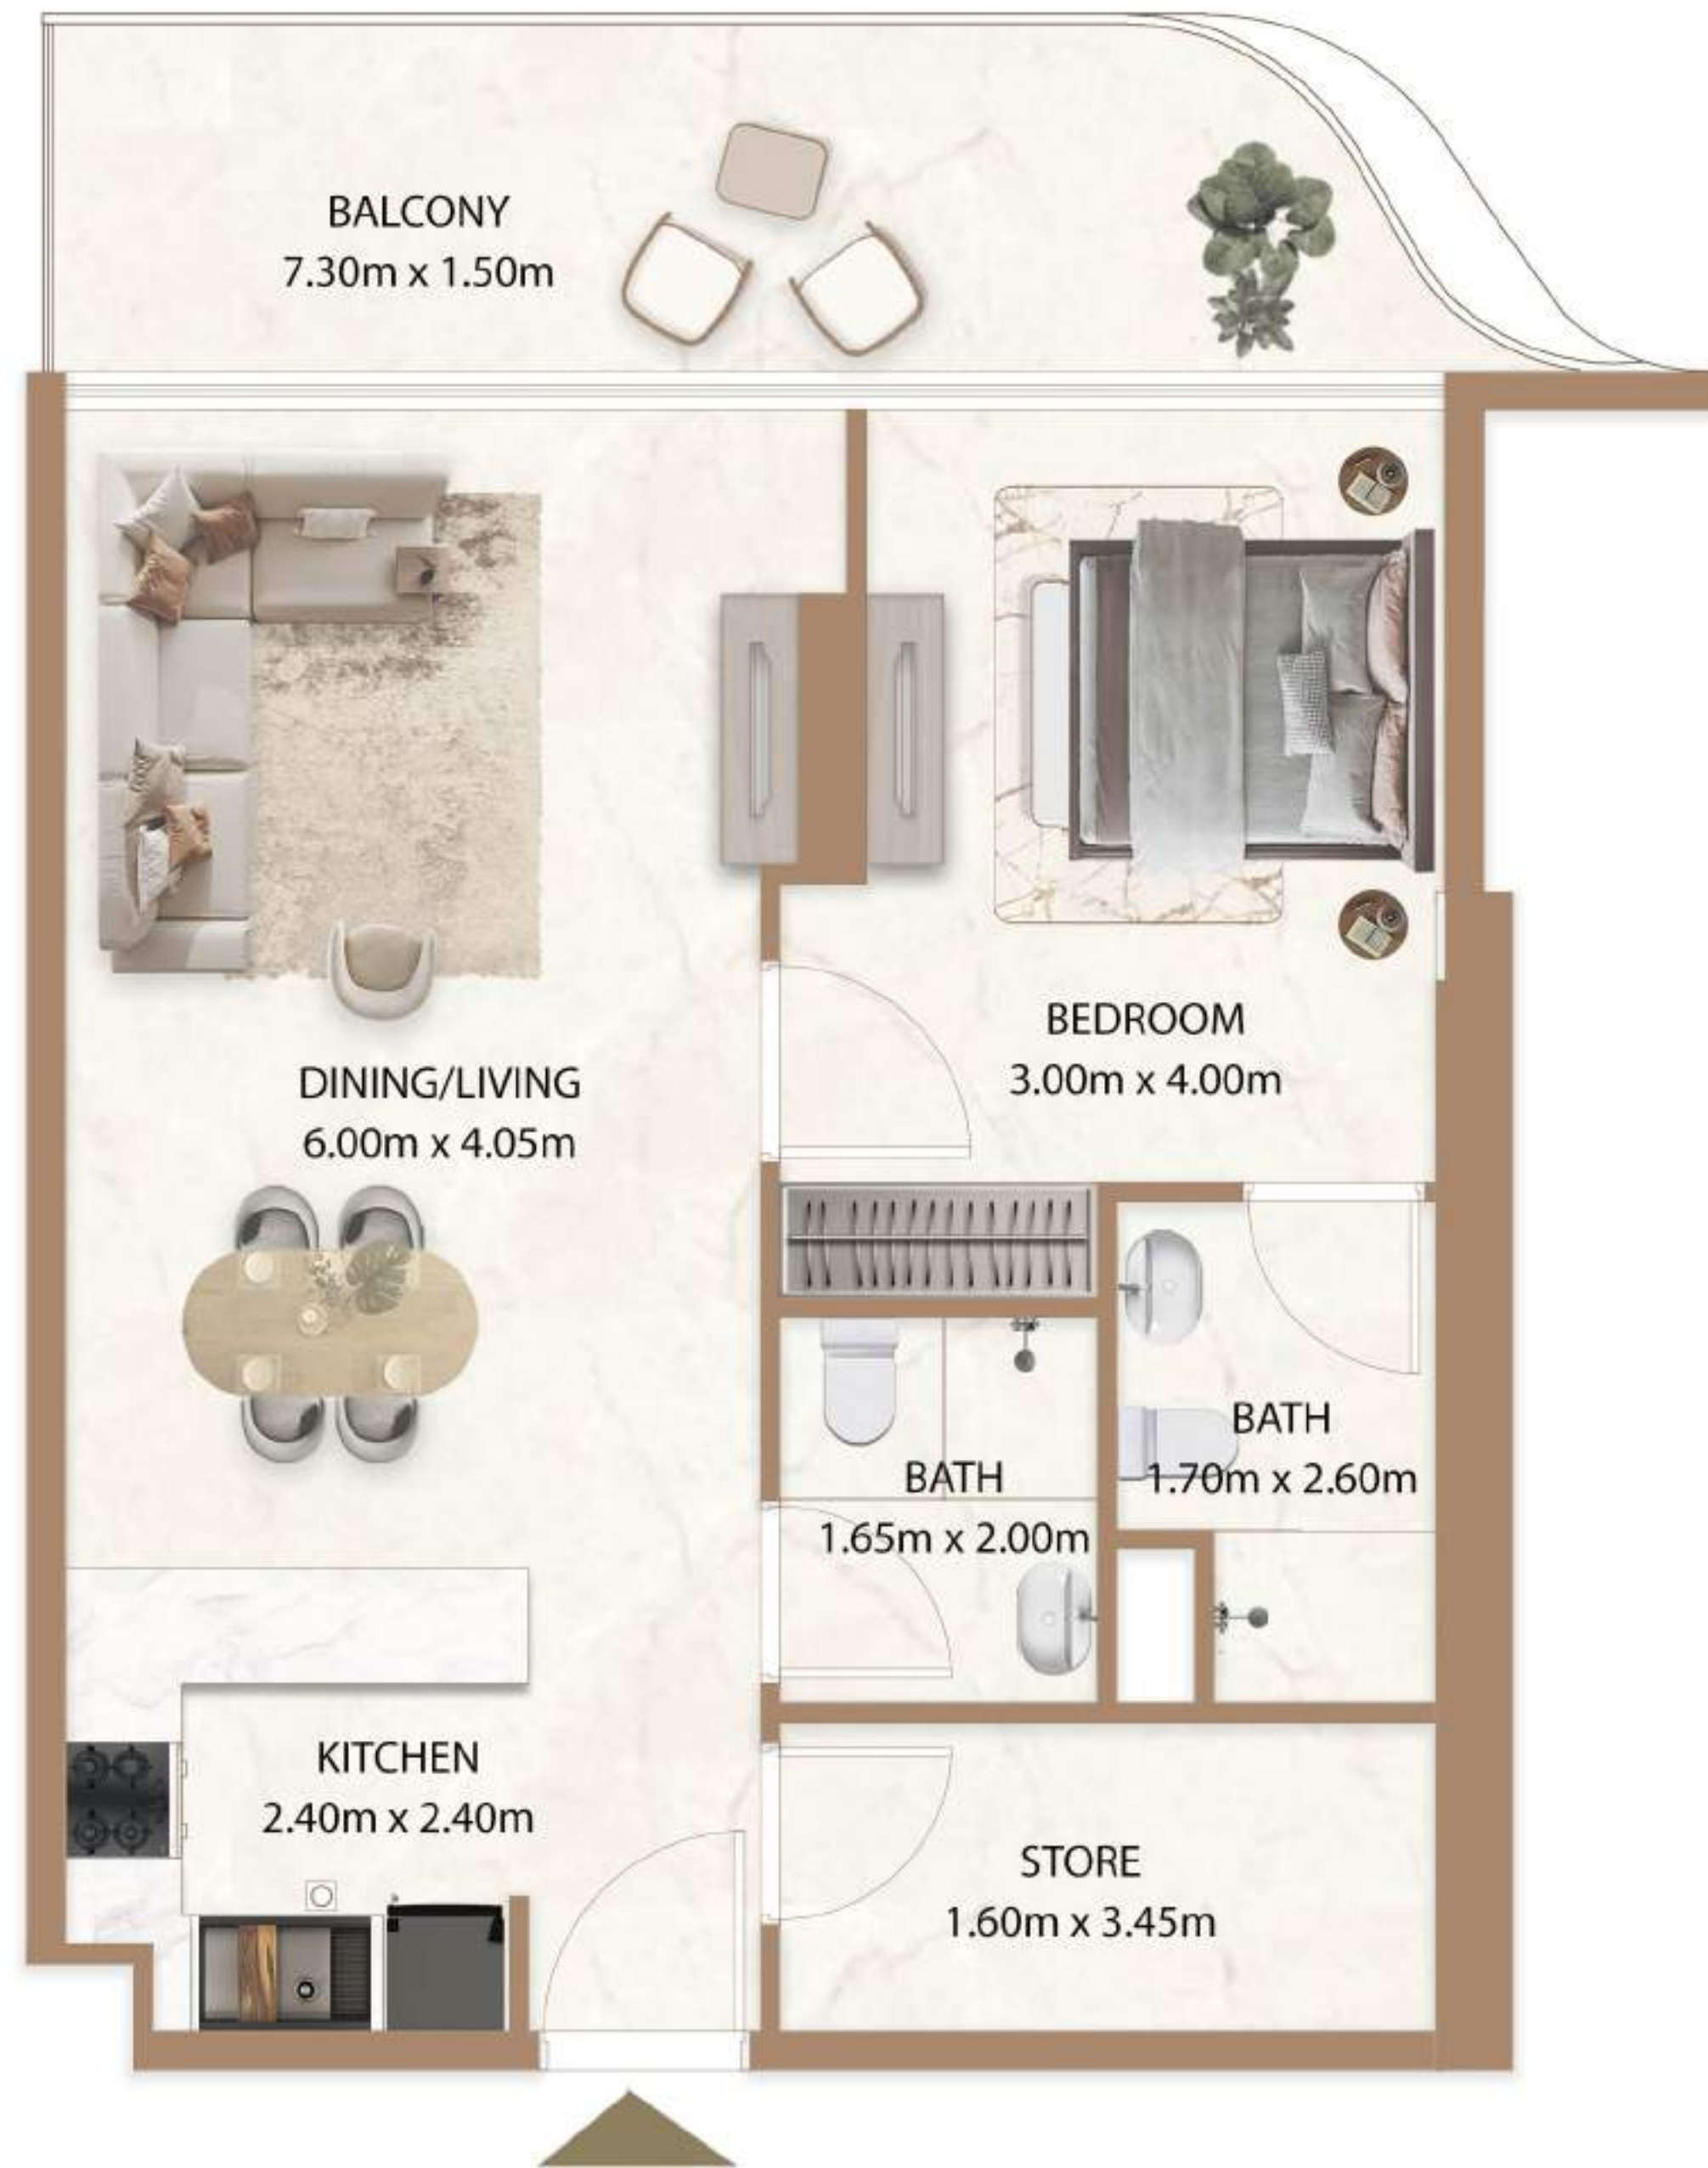 BALCONY
7.30m x 1.50m
BEDROOM
3.00m x 4.00m
DINING/LIVING
6.00m x 4.05m
BATH
1.70m x 2.60m
BATH
1.65m x 2.00m
KITCHEN
2.40m x 2.40m
STORE
1.60m x 3.45m